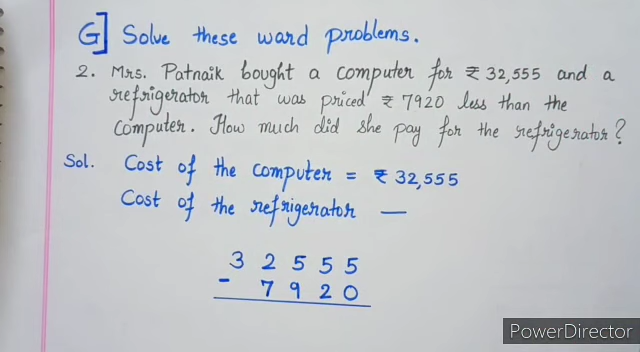 G] Solve these word problems.
2. Mrs. Patnaik bought a computer for ₹ 32,555 and a
refrigerator that was priced ₹ 7920 less than the
computer. How much did she pay for the refrigerator?
Sol. Cost of the computer = ₹ 32,555
Cost of the refrigerator —
3 2 5 5 5
- 7 9 2 0
PowerDirector